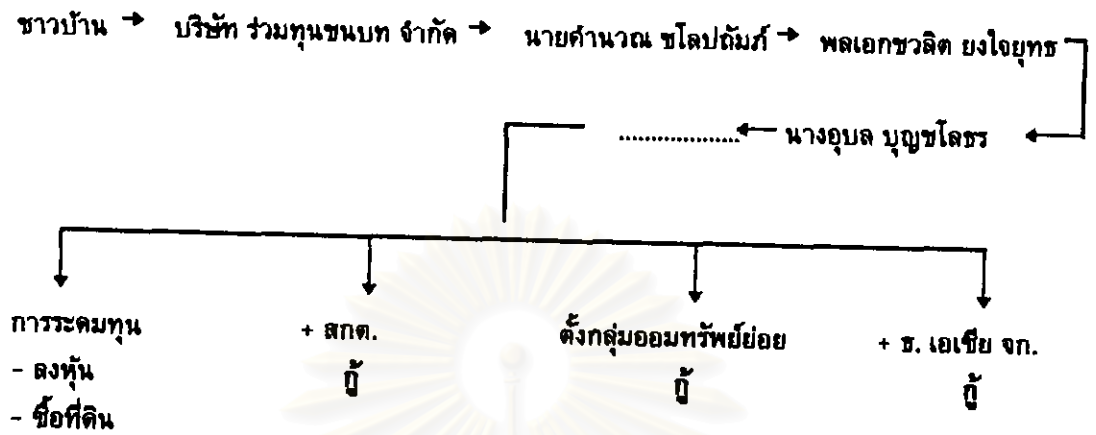 ชาวบ้าน → บริษัท ร่วมทุนชนบท จำกัด → นายคำนวณ ชโลปถัมภ์ → พลเอกชวลิต ยงใจยุทธ
.................. ← นางอุบล บุญชโลธร ←
การระดมทุน + สกต. ตั้งกลุ่มออมทรัพย์ย่อย + ธ. เอเชีย จก.
- ลงหุ้น กู้ กู้ กู้
- ซื้อที่ดิน